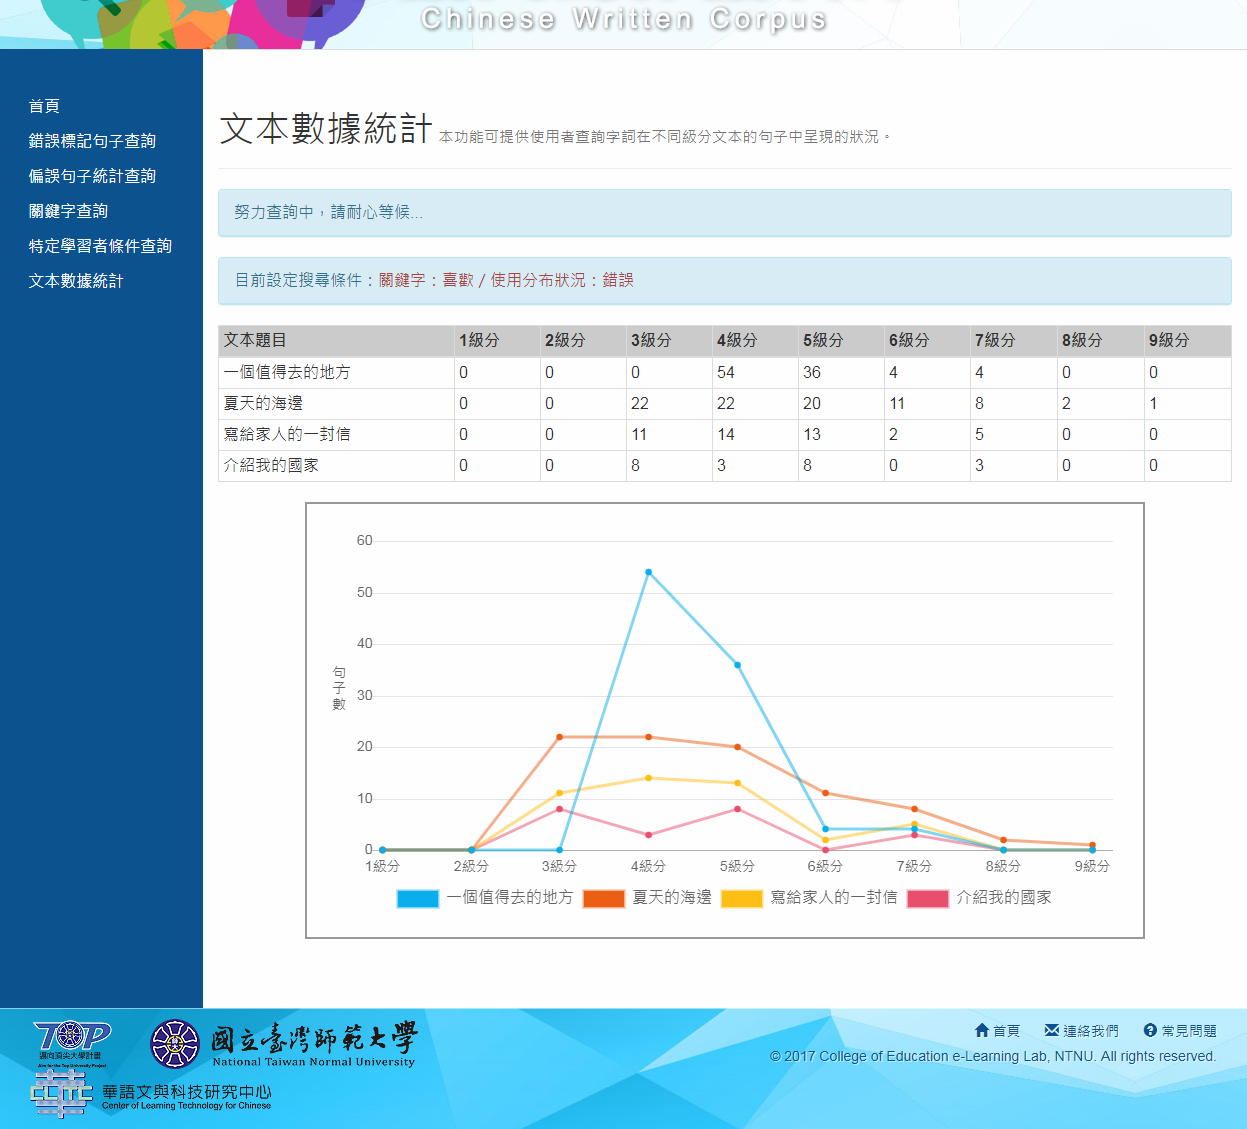 Chinese Written Corpus
首頁
錯誤標記句子查詢
偏誤句子統計查詢
關鍵字查詢
特定學習者條件查詢
文本數據統計
文本數據統計 本功能可提供使用者查詢字詞在不同級分文本的句子中呈現的狀況。
努力查詢中，請耐心等候...
目前設定搜尋條件：關鍵字：喜歡 / 使用分布狀況：錯誤
文本題目 1級分 2級分 3級分 4級分 5級分 6級分 7級分 8級分 9級分
一個值得去的地方 0 0 0 54 36 4 4 0 0
夏天的海邊 0 0 22 22 20 11 8 2 1
寫給家人的一封信 0 0 11 14 13 2 5 0 0
介紹我的國家 0 0 8 3 8 0 3 0 0
60
50
40
30
20
10
0
句子數
1級分 2級分 3級分 4級分 5級分 6級分 7級分 8級分 9級分
一個值得去的地方 夏天的海邊 寫給家人的一封信 介紹我的國家
TOP
邁向頂尖大學計畫
Aim for the Top University Project
國立臺灣師範大學
National Taiwan Normal University
華語文與科技研究中心
Center of Learning Technology for Chinese
首頁 連絡我們 常見問題
© 2017 College of Education e-Learning Lab, NTNU. All rights reserved.